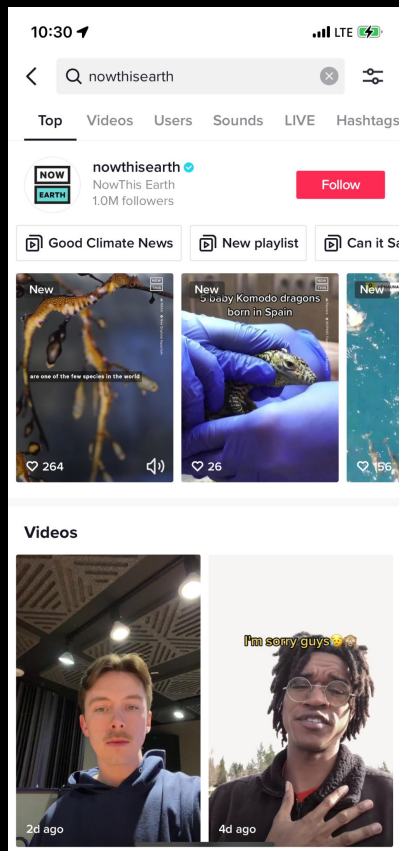 10:30
LTE
nowthisearth
Top Videos Users Sounds LIVE Hashtags
NOW
EARTH
nowthisearth
NowThis Earth
1.0M followers
Follow
Good Climate News
New playlist
Can it Sa
New
are one of the few species in the world
264
New
5 baby Komodo dragons
born in Spain
26
New
156
Videos
2d ago
I'm sorry guys
4d ago